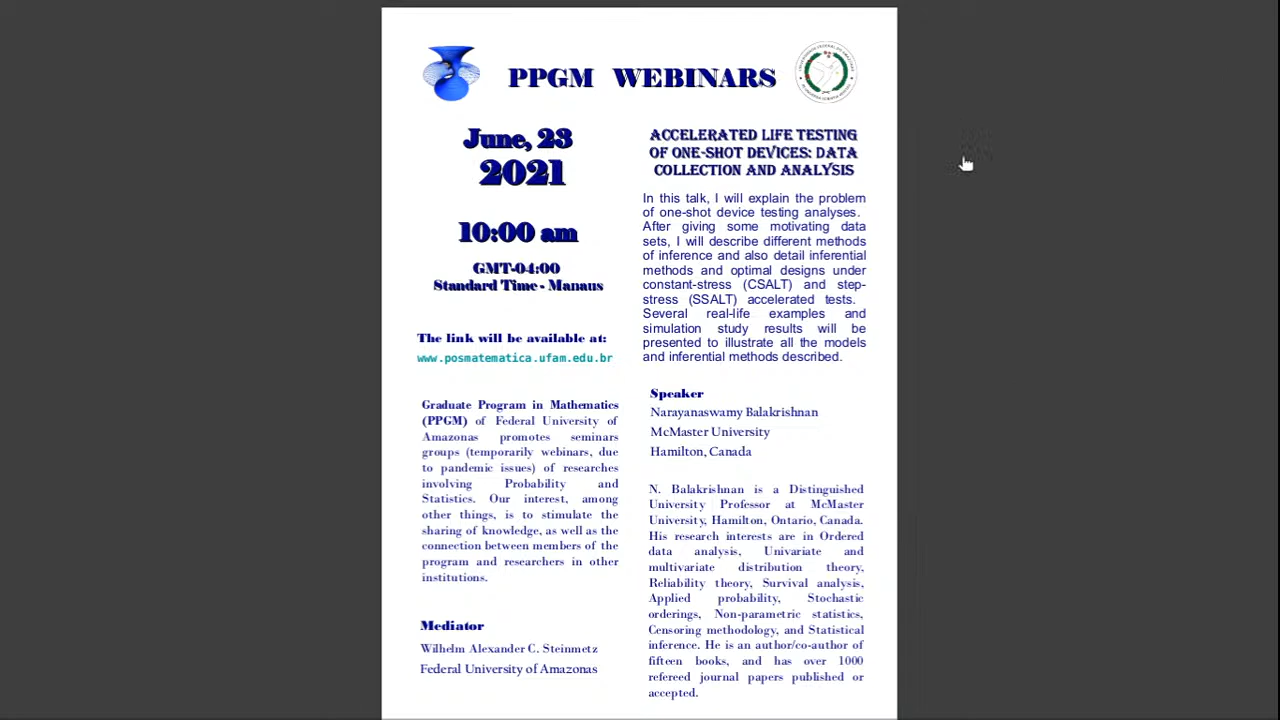 PPGM WEBINARS
June, 23
2021
10:00 am
GMT-04:00
Standard Time - Manaus
The link will be available at:
www.posmatematica.ufam.edu.br
Graduate Program in Mathematics
(PPGM) of Federal University of
Amazonas promotes seminars
groups (temporarily webinars, due
to pandemic issues) of researches
involving Probability and
Statistics. Our interest, among
other things, is to stimulate the
sharing of knowledge, as well as the
connection between members of the
program and researchers in other
institutions.
Mediator
Wilhelm Alexander C. Steinmetz
Federal University of Amazonas
ACCELERATED LIFE TESTING
OF ONE-SHOT DEVICES: DATA
COLLECTION AND ANALYSIS
In this talk, I will explain the problem
of one-shot device testing analyses.
After giving some motivating data
sets, I will describe different methods
of inference and also detail inferential
methods and optimal designs under
constant-stress (CSALT) and step-
stress (SSALT) accelerated tests.
Several real-life examples and
simulation study results will be
presented to illustrate all the models
and inferential methods described.
Speaker
Narayanaswamy Balakrishnan
McMaster University
Hamilton, Canada
N. Balakrishnan is a Distinguished
University Professor at McMaster
University, Hamilton, Ontario, Canada.
His research interests are in Ordered
data analysis, Univariate and
multivariate distribution theory,
Reliability theory, Survival analysis,
Applied probability, Stochastic
orderings, Non-parametric statistics,
Censoring methodology, and Statistical
inference. He is an author/co-author of
fifteen books, and has over 1000
refereed journal papers published or
accepted.